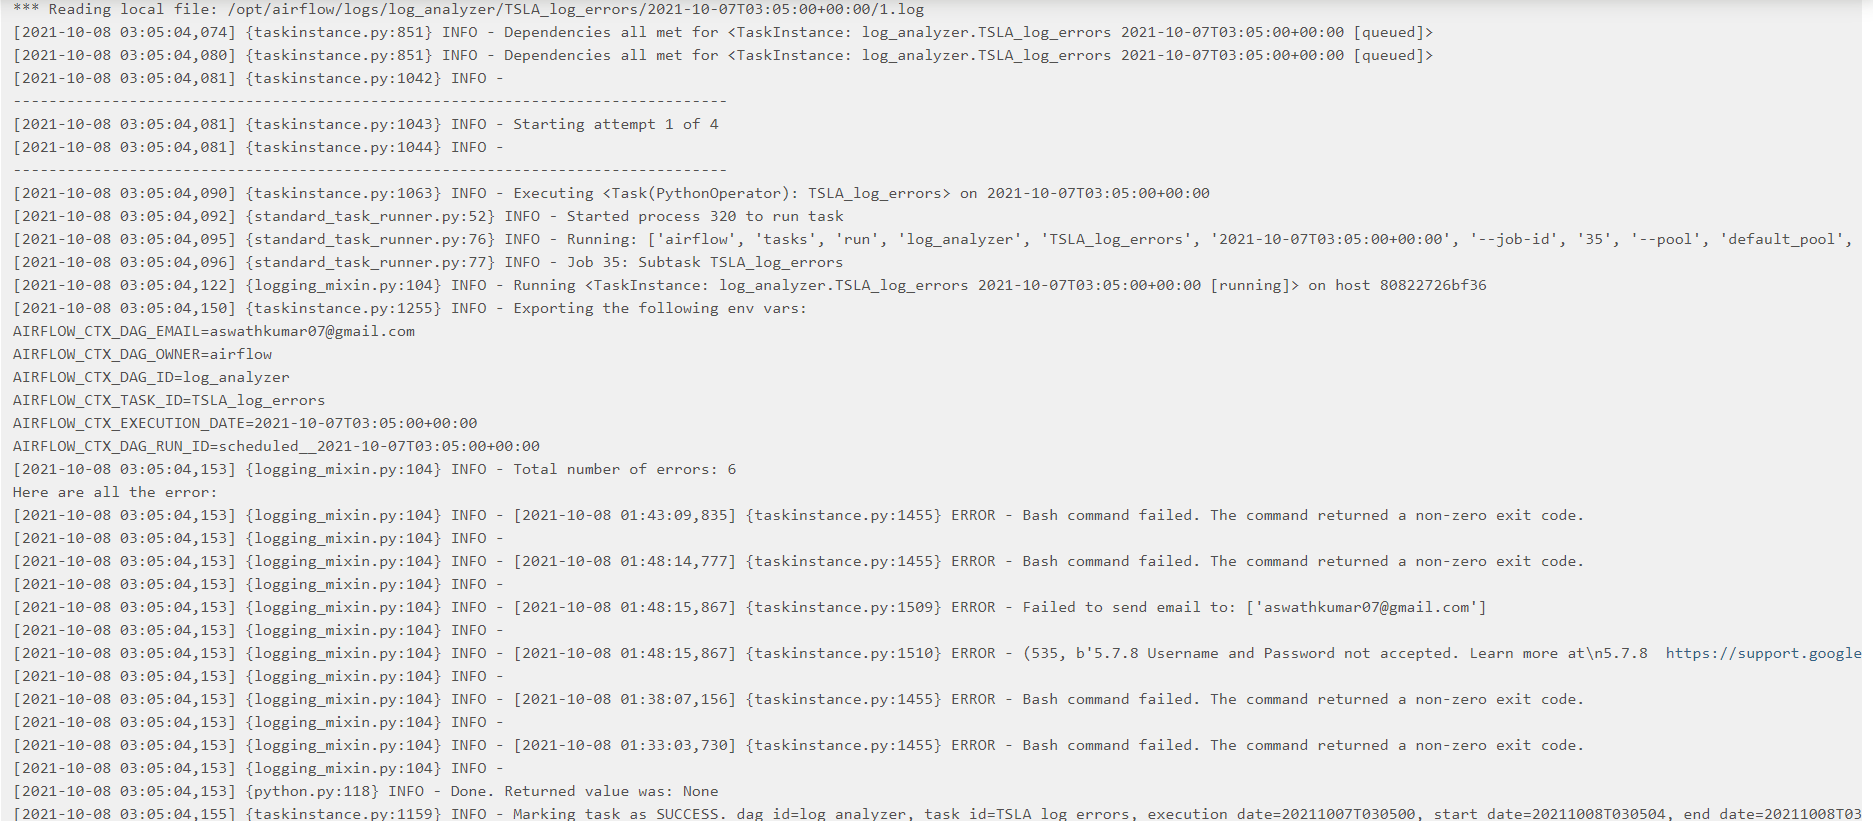 *** Reading local file: /opt/airflow/logs/log_analyzer/TSLA_log_errors/2021-10-07T03:05:00+00:00/1.log
[2021-10-08 03:05:04,074] {taskinstance.py:851} INFO - Dependencies all met for <TaskInstance: log_analyzer.TSLA_log_errors 2021-10-07T03:05:00+00:00 [queued]>
[2021-10-08 03:05:04,080] {taskinstance.py:851} INFO - Dependencies all met for <TaskInstance: log_analyzer.TSLA_log_errors 2021-10-07T03:05:00+00:00 [queued]>
[2021-10-08 03:05:04,081] {taskinstance.py:1042} INFO -
--------------------------------------------------------------------------------
[2021-10-08 03:05:04,081] {taskinstance.py:1043} INFO - Starting attempt 1 of 4
[2021-10-08 03:05:04,081] {taskinstance.py:1044} INFO -
--------------------------------------------------------------------------------
[2021-10-08 03:05:04,090] {taskinstance.py:1063} INFO - Executing <Task(PythonOperator): TSLA_log_errors> on 2021-10-07T03:05:00+00:00
[2021-10-08 03:05:04,092] {standard_task_runner.py:52} INFO - Started process 320 to run task
[2021-10-08 03:05:04,095] {standard_task_runner.py:76} INFO - Running: ['airflow', 'tasks', 'run', 'log_analyzer', 'TSLA_log_errors', '2021-10-07T03:05:00+00:00', '--job-id', '35', '--pool', 'default_pool',
[2021-10-08 03:05:04,096] {standard_task_runner.py:77} INFO - Job 35: Subtask TSLA_log_errors
[2021-10-08 03:05:04,122] {logging_mixin.py:104} INFO - Running <TaskInstance: log_analyzer.TSLA_log_errors 2021-10-07T03:05:00+00:00 [running]> on host 80822726bf36
[2021-10-08 03:05:04,150] {taskinstance.py:1255} INFO - Exporting the following env vars:
AIRFLOW_CTX_DAG_EMAIL=aswathkumar07@gmail.com
AIRFLOW_CTX_DAG_OWNER=airflow
AIRFLOW_CTX_DAG_ID=log_analyzer
AIRFLOW_CTX_TASK_ID=TSLA_log_errors
AIRFLOW_CTX_EXECUTION_DATE=2021-10-07T03:05:00+00:00
AIRFLOW_CTX_DAG_RUN_ID=scheduled__2021-10-07T03:05:00+00:00
[2021-10-08 03:05:04,153] {logging_mixin.py:104} INFO - Total number of errors: 6
Here are all the error:
[2021-10-08 03:05:04,153] {logging_mixin.py:104} INFO - [2021-10-08 01:43:09,835] {taskinstance.py:1455} ERROR - Bash command failed. The command returned a non-zero exit code.
[2021-10-08 03:05:04,153] {logging_mixin.py:104} INFO -
[2021-10-08 03:05:04,153] {logging_mixin.py:104} INFO - [2021-10-08 01:48:14,777] {taskinstance.py:1455} ERROR - Bash command failed. The command returned a non-zero exit code.
[2021-10-08 03:05:04,153] {logging_mixin.py:104} INFO -
[2021-10-08 03:05:04,153] {logging_mixin.py:104} INFO - [2021-10-08 01:48:15,867] {taskinstance.py:1509} ERROR - Failed to send email to: ['aswathkumar07@gmail.com']
[2021-10-08 03:05:04,153] {logging_mixin.py:104} INFO -
[2021-10-08 03:05:04,153] {logging_mixin.py:104} INFO - [2021-10-08 01:48:15,867] {taskinstance.py:1510} ERROR - (535, b'5.7.8 Username and Password not accepted. Learn more at\n5.7.8  https://support.google
[2021-10-08 03:05:04,153] {logging_mixin.py:104} INFO -
[2021-10-08 03:05:04,153] {logging_mixin.py:104} INFO - [2021-10-08 01:38:07,156] {taskinstance.py:1455} ERROR - Bash command failed. The command returned a non-zero exit code.
[2021-10-08 03:05:04,153] {logging_mixin.py:104} INFO -
[2021-10-08 03:05:04,153] {logging_mixin.py:104} INFO - [2021-10-08 01:33:03,730] {taskinstance.py:1455} ERROR - Bash command failed. The command returned a non-zero exit code.
[2021-10-08 03:05:04,153] {logging_mixin.py:104} INFO -
[2021-10-08 03:05:04,153] {python.py:118} INFO - Done. Returned value was: None
[2021-10-08 03:05:04,155] {taskinstance.py:1159} INFO - Marking task as SUCCESS. dag_id=log_analyzer, task_id=TSLA_log_errors, execution_date=20211007T030500, start_date=20211008T030504, end_date=20211008T03